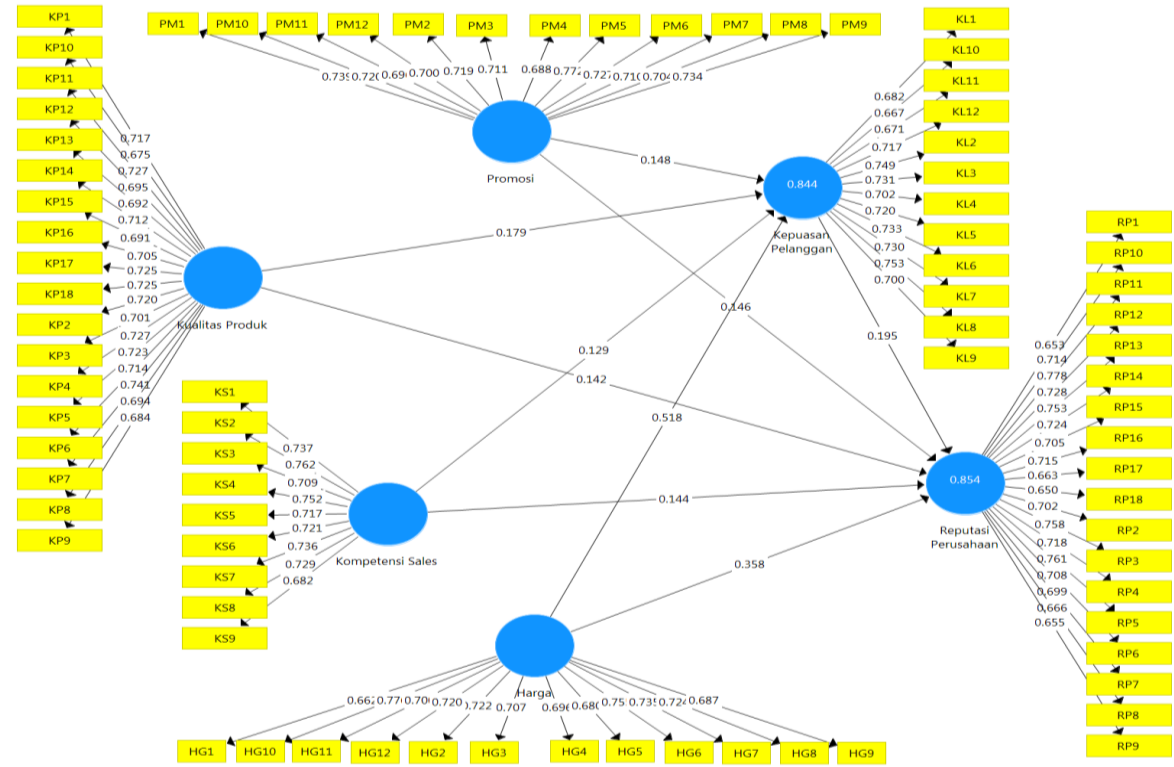 KP1
KP10
KP11
KP12
KP13
KP14
KP15
KP16
KP17
KP18
KP2
KP3
KP4
KP5
KP6
KP7
KP8
KP9
0.717
0.675
0.727
0.695
0.692
0.712
0.691
0.705
0.725
0.725
0.720
0.701
0.727
0.723
0.714
0.741
0.694
0.684
Kualitas Produk
PM1 PM10 PM11 PM12 PM2 PM3 PM4 PM5 PM6 PM7 PM8 PM9
0.700 0.719 0.711 0.688 0.734
Promosi
0.148
0.179
0.146
0.129
0.142
0.518
0.195
0.144
0.358
0.844
Kepuasan
Pelanggan
KL1
KL10
KL11
KL12
KL2
KL3
KL4
KL5
KL6
KL7
KL8
KL9
0.682
0.667
0.671
0.717
0.749
0.731
0.702
0.720
0.733
0.730
0.753
0.700
KS1
KS2
KS3
KS4
KS5
KS6
KS7
KS8
KS9
0.737
0.762
0.709
0.752
0.717
0.721
0.736
0.729
0.682
Kompetensi Sales
0.854
Reputasi
Perusahaan
RP1
RP10
RP11
RP12
RP13
RP14
RP15
RP16
RP17
RP18
RP2
RP3
RP4
RP5
RP6
RP7
RP8
RP9
0.653
0.714
0.778
0.728
0.753
0.724
0.705
0.715
0.663
0.650
0.702
0.758
0.718
0.761
0.708
0.699
0.666
0.655
Harga
0.720 0.707 0.687
HG1 HG10 HG11 HG12 HG2 HG3 HG4 HG5 HG6 HG7 HG8 HG9